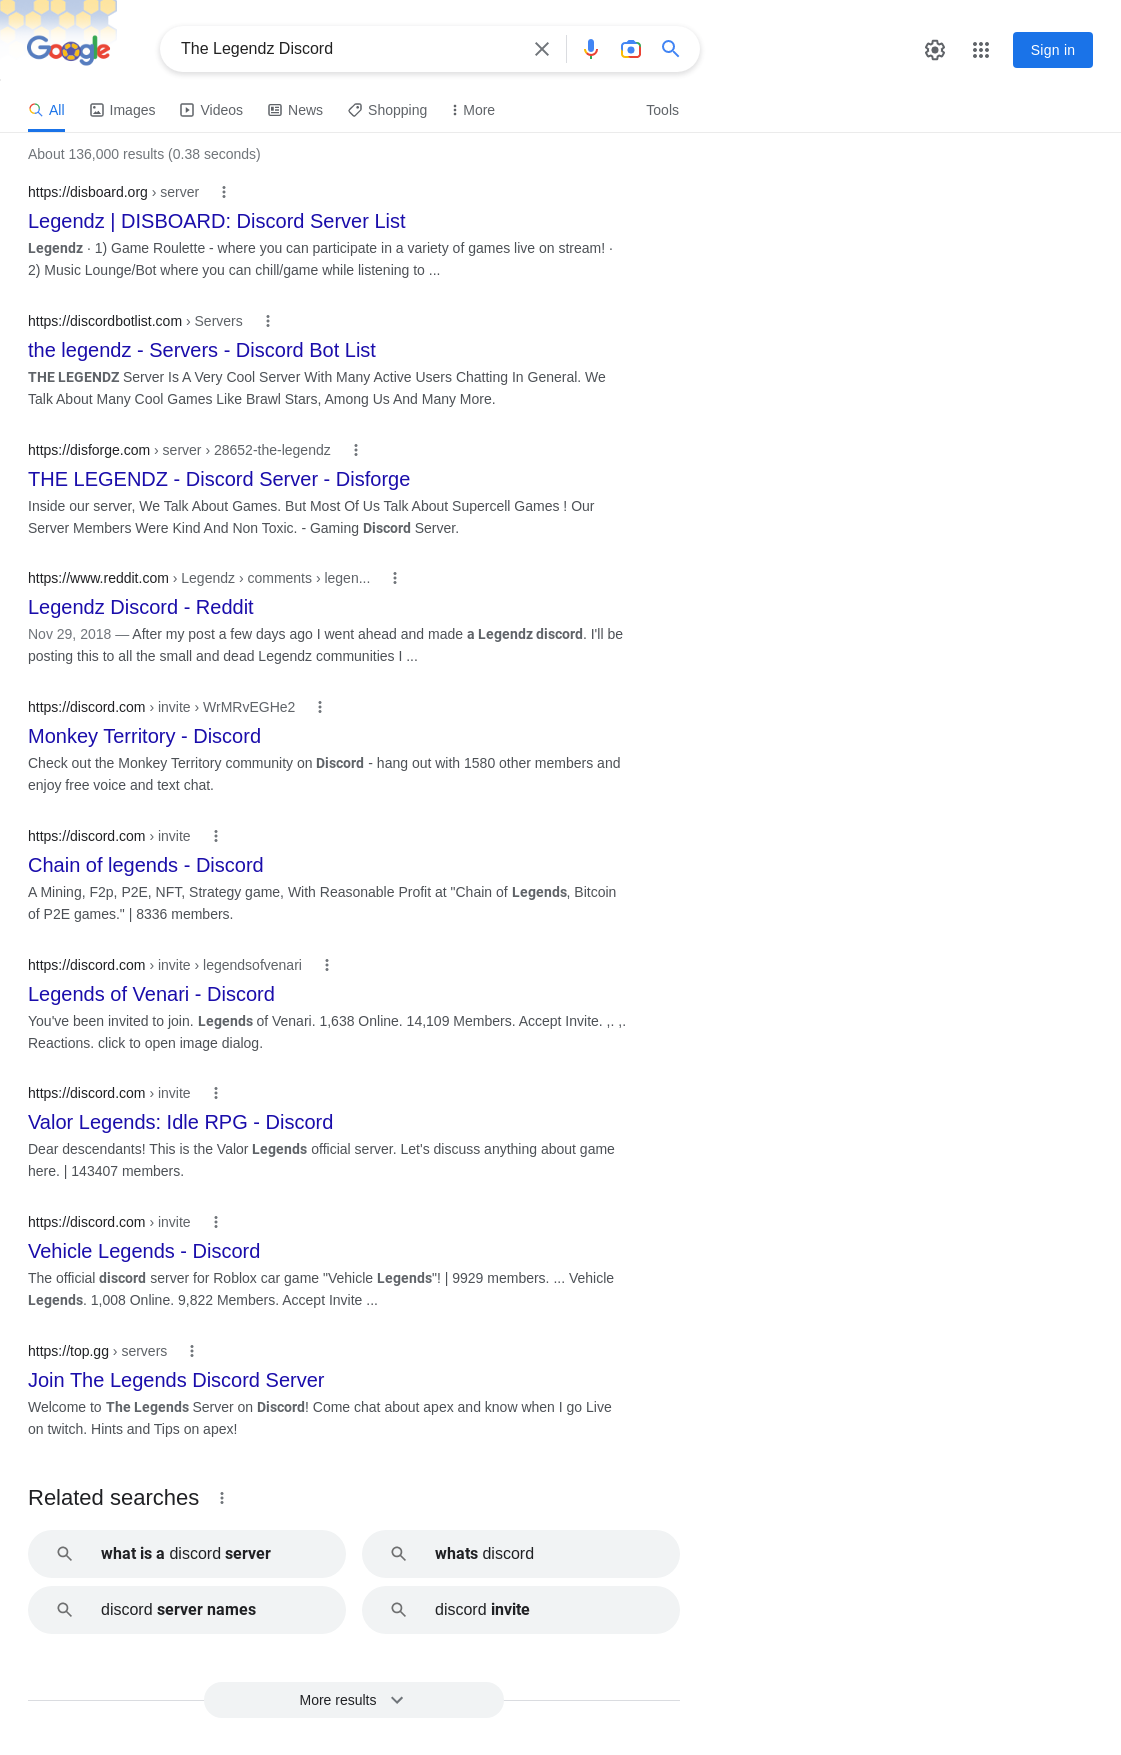 Google
The Legendz Discord
Sign in
All
Images
Videos
News
Shopping
More
Tools
About 136,000 results (0.38 seconds)
https://disboard.org › server
Legendz | DISBOARD: Discord Server List
Legendz · 1) Game Roulette - where you can participate in a variety of games live on stream! ·
2) Music Lounge/Bot where you can chill/game while listening to ...
https://discordbotlist.com › Servers
the legendz - Servers - Discord Bot List
THE LEGENDZ Server Is A Very Cool Server With Many Active Users Chatting In General. We
Talk About Many Cool Games Like Brawl Stars, Among Us And Many More.
https://disforge.com › server › 28652-the-legendz
THE LEGENDZ - Discord Server - Disforge
Inside our server, We Talk About Games. But Most Of Us Talk About Supercell Games ! Our
Server Members Were Kind And Non Toxic. - Gaming Discord Server.
https://www.reddit.com › Legendz › comments › legen...
Legendz Discord - Reddit
Nov 29, 2018 — After my post a few days ago I went ahead and made a Legendz discord. I'll be
posting this to all the small and dead Legendz communities I ...
https://discord.com › invite › WrMRvEGHe2
Monkey Territory - Discord
Check out the Monkey Territory community on Discord - hang out with 1580 other members and
enjoy free voice and text chat.
https://discord.com › invite
Chain of legends - Discord
A Mining, F2p, P2E, NFT, Strategy game, With Reasonable Profit at "Chain of Legends, Bitcoin
of P2E games." | 8336 members.
https://discord.com › invite › legendsofvenari
Legends of Venari - Discord
You've been invited to join. Legends of Venari. 1,638 Online. 14,109 Members. Accept Invite. ,. ,.
Reactions. click to open image dialog.
https://discord.com › invite
Valor Legends: Idle RPG - Discord
Dear descendants! This is the Valor Legends official server. Let's discuss anything about game
here. | 143407 members.
https://discord.com › invite
Vehicle Legends - Discord
The official discord server for Roblox car game "Vehicle Legends"! | 9929 members. ... Vehicle
Legends. 1,008 Online. 9,822 Members. Accept Invite ...
https://top.gg › servers
Join The Legends Discord Server
Welcome to The Legends Server on Discord! Come chat about apex and know when I go Live
on twitch. Hints and Tips on apex!
Related searches
what is a discord server
whats discord
discord server names
discord invite
More results